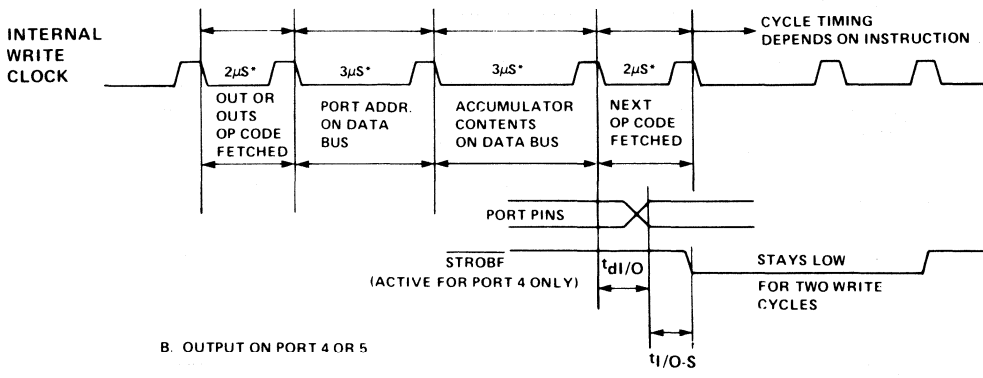 INTERNAL
WRITE
CLOCK
CYCLE TIMING
DEPENDS ON INSTRUCTION
2μS*
3μS*
3μS*
2μS*
OUT OR
OUTS
OP CODE
FETCHED
PORT ADDR.
ON DATA
BUS
ACCUMULATOR
CONTENTS
ON DATA BUS
NEXT
OP CODE
FETCHED
PORT PINS
STROBF
(ACTIVE FOR PORT 4 ONLY)
tdI/O
STAYS LOW
FOR TWO WRITE
CYCLES
tI/O-S
B. OUTPUT ON PORT 4 OR 5